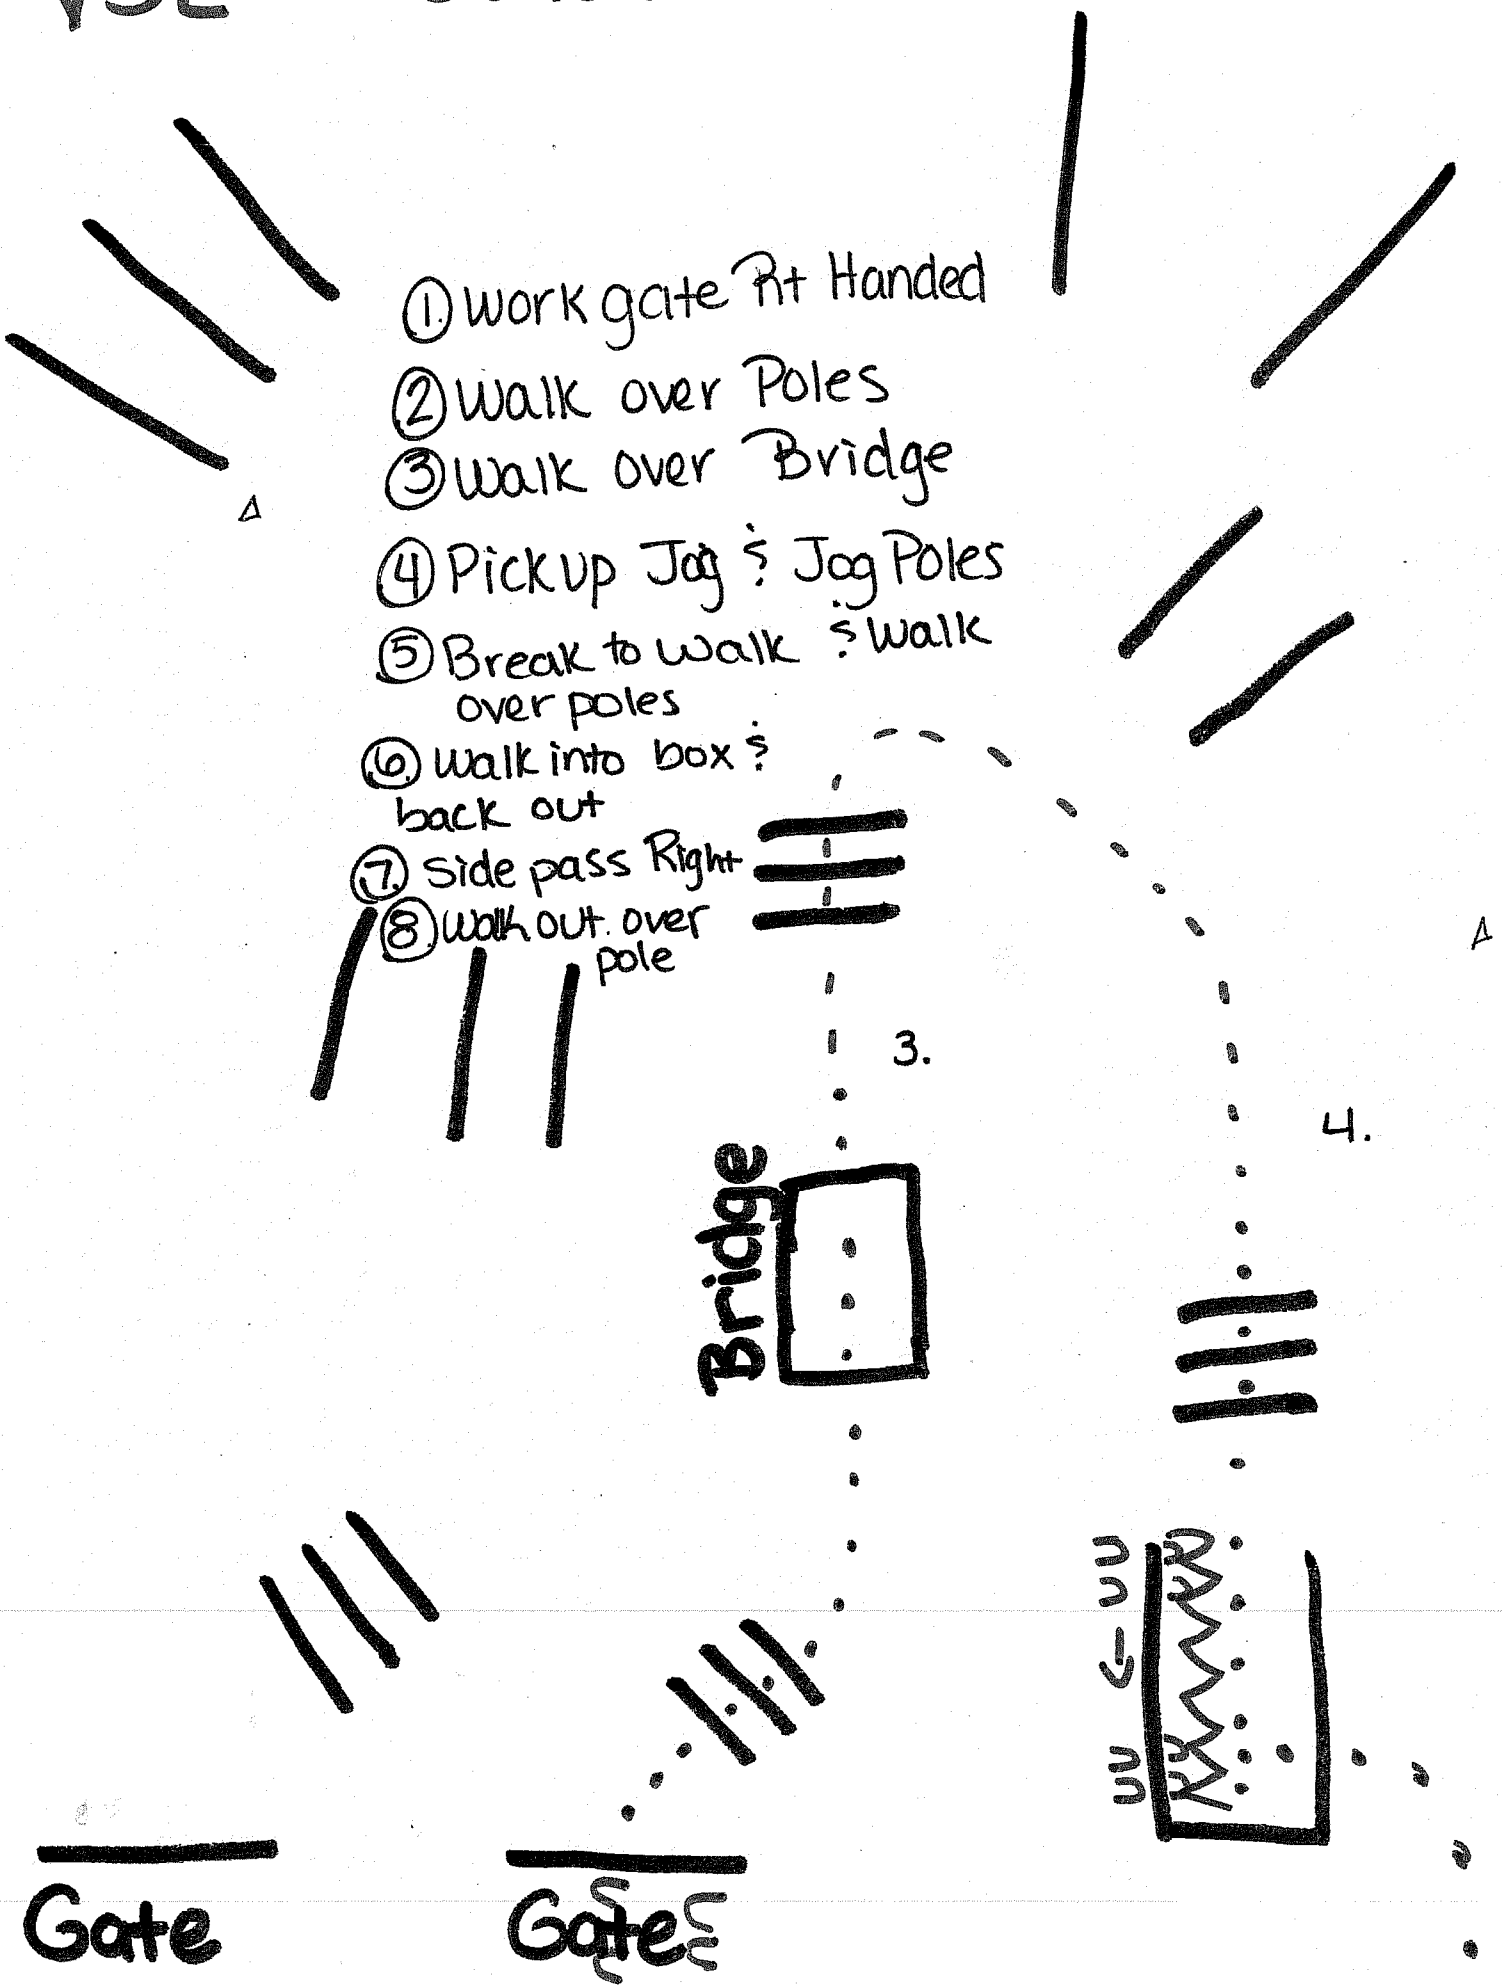 ① Work gate Rt Handed
② Walk over Poles
③ Walk over Bridge
④ Pick up Jog & Jog Poles
⑤ Break to walk & walk
over poles
⑥ Walk into box &
back out
⑦ Side pass Right
⑧ Walk out over
pole
3.
4.
Bridge
Gate
Gate